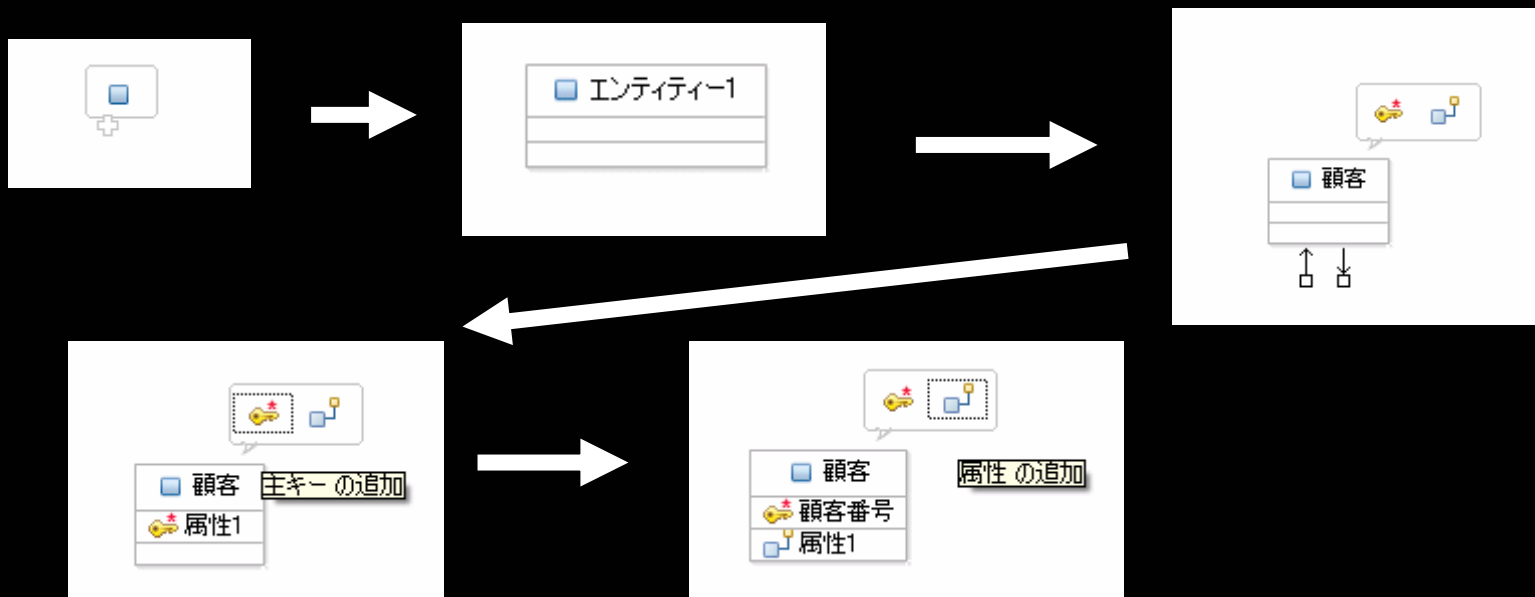 エンティティー1
顧客
顧客
主キー の追加
属性1
顧客
属性 の追加
顧客番号
属性1